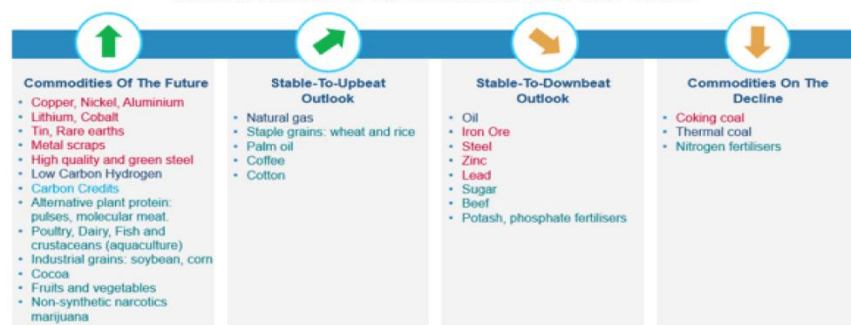 Commodities Of The Future
• Copper, Nickel, Aluminium
• Lithium, Cobalt
• Tin, Rare earths
• Metal scraps
• High quality and green steel
• Low Carbon Hydrogen
• Carbon Credits
• Alternative plant protein:
pulses, molecular meat.
• Poultry, Dairy, Fish and
crustaceans (aquaculture)
• Industrial grains: soybean, corn
• Cocoa
• Fruits and vegetables
• Non-synthetic narcotics
marijuana
Stable-To-Upbeat
Outlook
• Natural gas
• Staple grains: wheat and rice
• Palm oil
• Coffee
• Cotton
Stable-To-Downbeat
Outlook
• Oil
• Iron Ore
• Steel
• Zinc
• Lead
• Sugar
• Beef
• Potash, phosphate fertilisers
Commodities On The
Decline
• Coking coal
• Thermal coal
• Nitrogen fertilisers